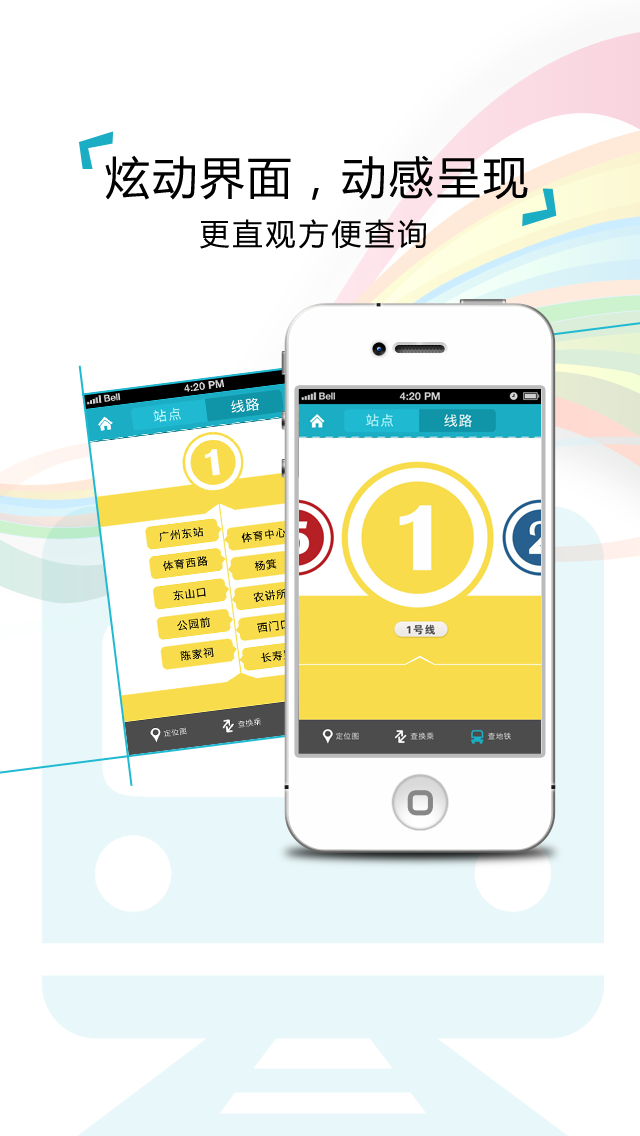 炫动界面，动感呈现
更直观方便查询
Bell 4:20 PM
站点 线路
1
广州东站 体育中心
体育西路 杨箕
东山口 农讲所
公园前 西门口
陈家祠 长寿
定位图 查换乘
Bell 4:20 PM
站点 线路
5 1 2
1号线
定位图 查换乘 查地铁